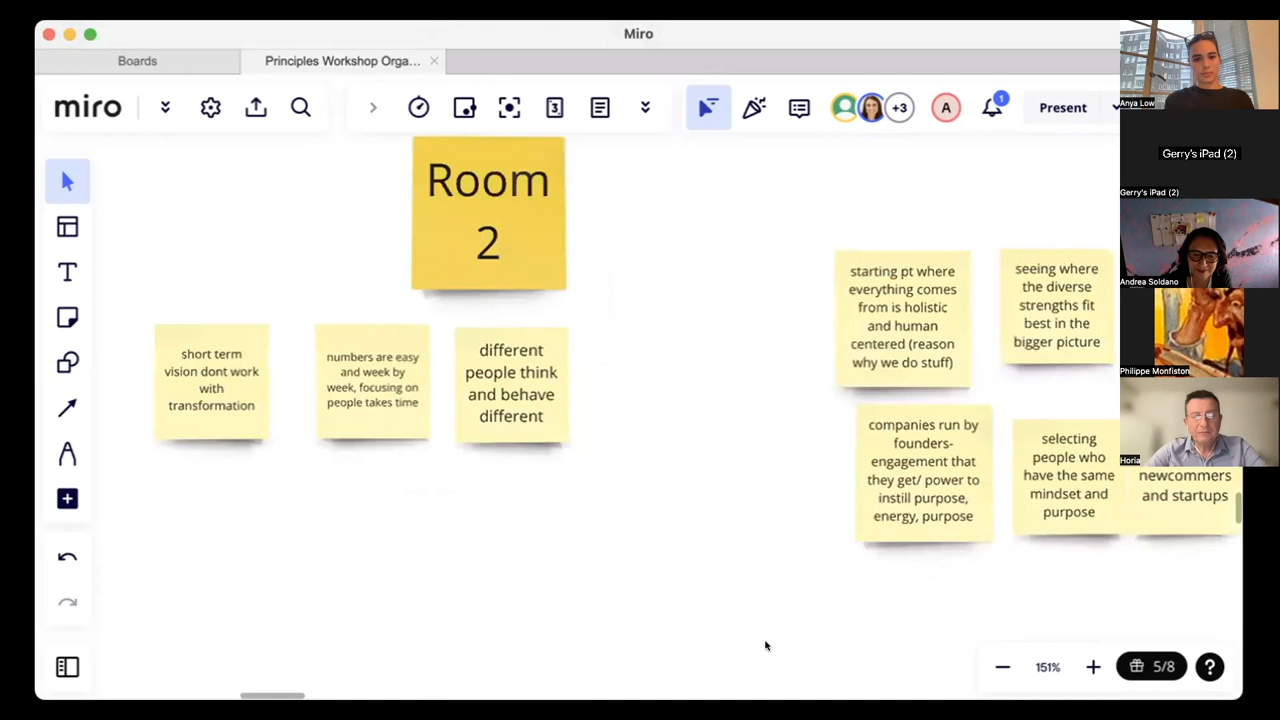 Miro
Boards
Principles Workshop Orga...
miro
3
+3
A
1
Present
Room
2
short term
vision dont work
with
transformation
numbers are easy
and week by
week, focusing on
people takes time
different
people think
and behave
different
starting pt where
everything comes
from is holistic
and human
centered (reason
why we do stuff)
seeing where
the diverse
strengths fit
best in the
bigger picture
companies run by
founders-
engagement that
they get/ power to
instill purpose,
energy, purpose
selecting
people who
have the same
mindset and
purpose
newcommers
and startups
T
151%
5/8
?
Anya Low
Gerry's iPad (2)
Gerry's iPad (2)
Andrea Soldano
Philippe Monfiston
Horia